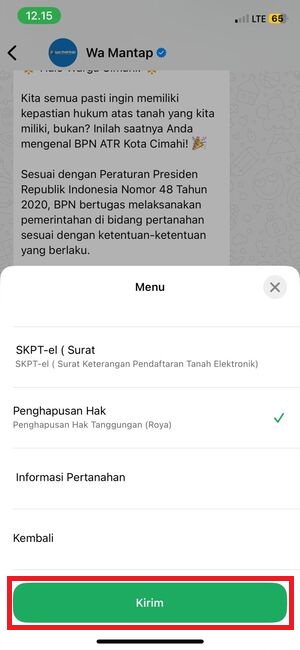 12.15
LTE 65
WA MANTAP
Wa Mantap
Halo Warga Cimahi!
Kita semua pasti ingin memiliki
kepastian hukum atas tanah yang kita
miliki, bukan? Inilah saatnya Anda
mengenal BPN ATR Kota Cimahi! 🎉
Sesuai dengan Peraturan Presiden
Republik Indonesia Nomor 48 Tahun
2020, BPN bertugas melaksanakan
pemerintahan di bidang pertanahan
sesuai dengan ketentuan-ketentuan
yang berlaku.
Menu
SKPT-el ( Surat
SKPT-el ( Surat Keterangan Pendaftaran Tanah Elektronik)
Penghapusan Hak
Penghapusan Hak Tanggungan (Roya)
Informasi Pertanahan
Kembali
Kirim